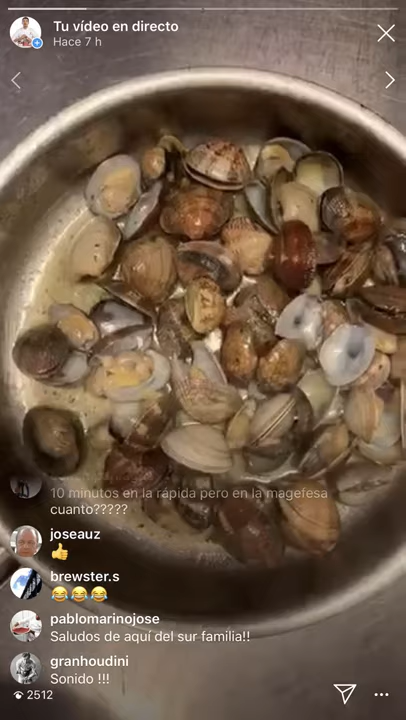 Tu vídeo en directo
Hace 7 h
10 minutos en la rápida pero en la magefesa
cuanto?????
joseauz
👍
brewster.s
😂😂😂
pablomarinojose
Saludos de aquí del sur familia!!
granhoudini
Sonido !!!
2512